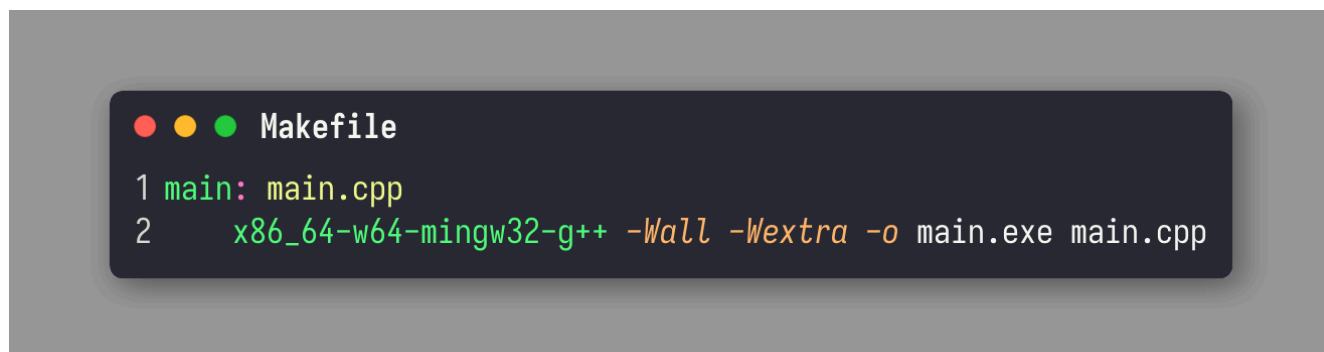 Makefile
1 main: main.cpp
2     x86_64-w64-mingw32-g++ -Wall -Wextra -o main.exe main.cpp